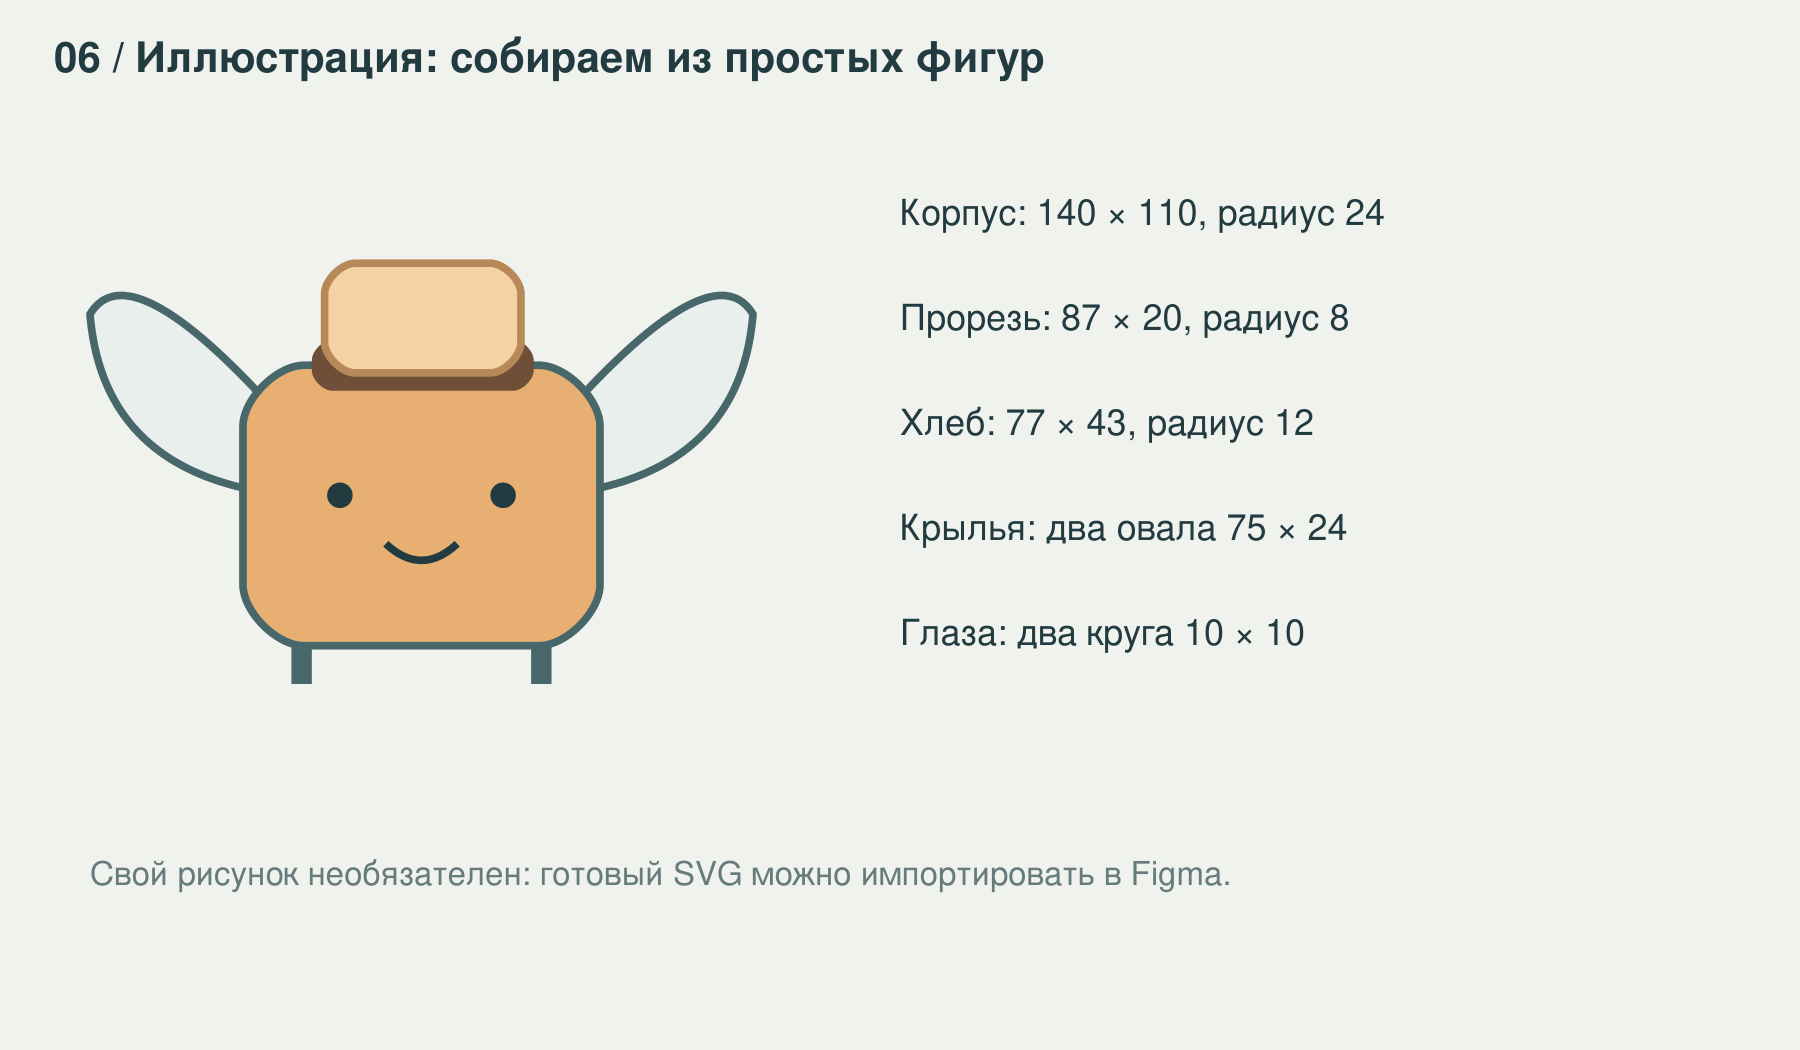 06 / Иллюстрация: собираем из простых фигур
Корпус: 140 × 110, радиус 24
Прорезь: 87 × 20, радиус 8
Хлеб: 77 × 43, радиус 12
Крылья: два овала 75 × 24
Глаза: два круга 10 × 10
Свой рисунок необязателен: готовый SVG можно импортировать в Figma.